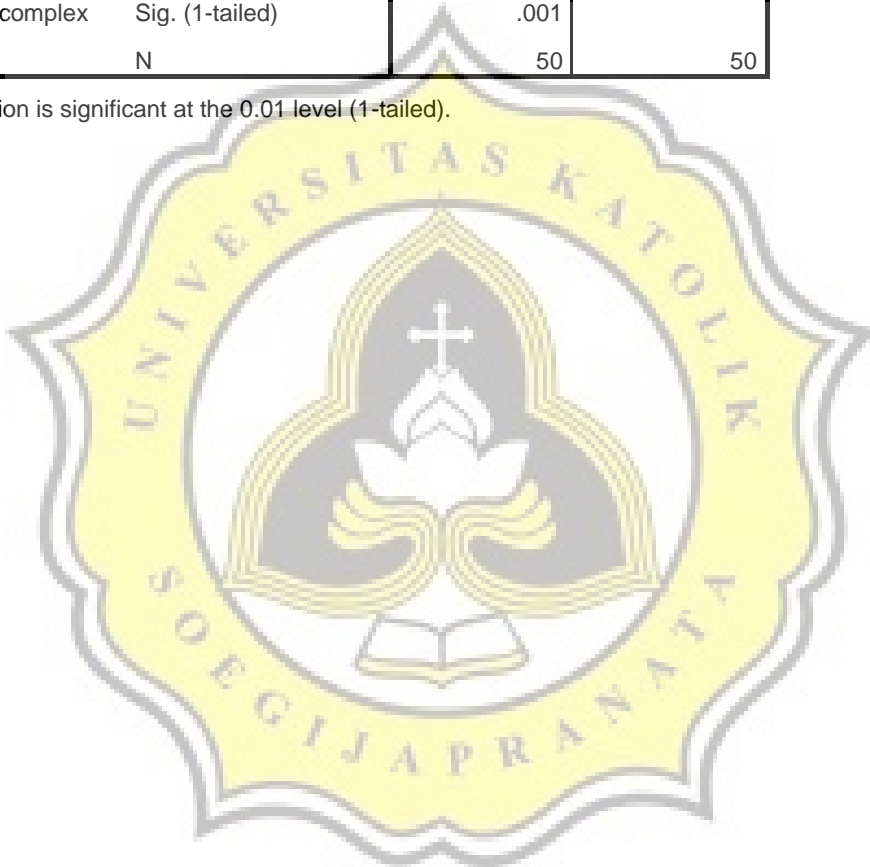 complex Sig. (1-tailed) .001
N 50 50
ion is significant at the 0.01 level (1-tailed).
UNIVERSITAS KATOLIK
SOEGIJAPRANATA